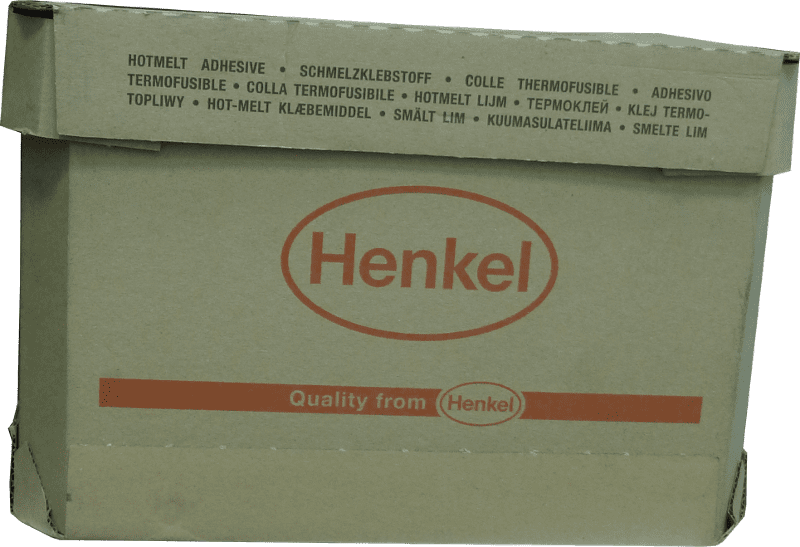 HOTMELT ADHESIVE • SCHMELZKLEBSTOFF • COLLE THERMOFUSIBLE • ADHESIVO
TERMOFUSIBLE • COLLA TERMOFUSIBILE • HOTMELT LIJM • ТЕРМОКЛЕЙ • KLEJ TERMO-
TOPLIWY • HOT-MELT KLÆBEMIDDEL • SMÄLT LIM • KUUMASULATELIIMA • SMELTE LIM
Henkel
Quality from Henkel